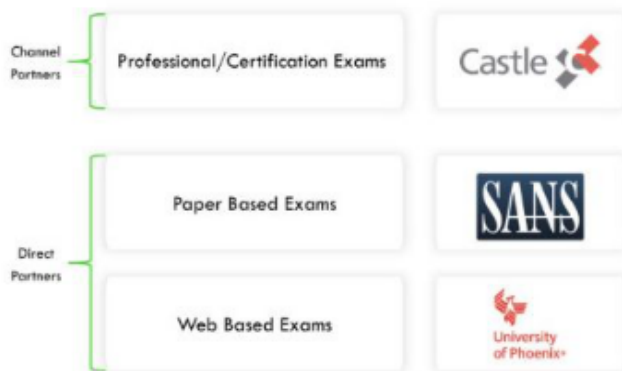 Channel
Partners
Professional/Certification Exams
Castle
Paper Based Exams
SANS
Direct
Partners
Web Based Exams
University
of Phoenix®